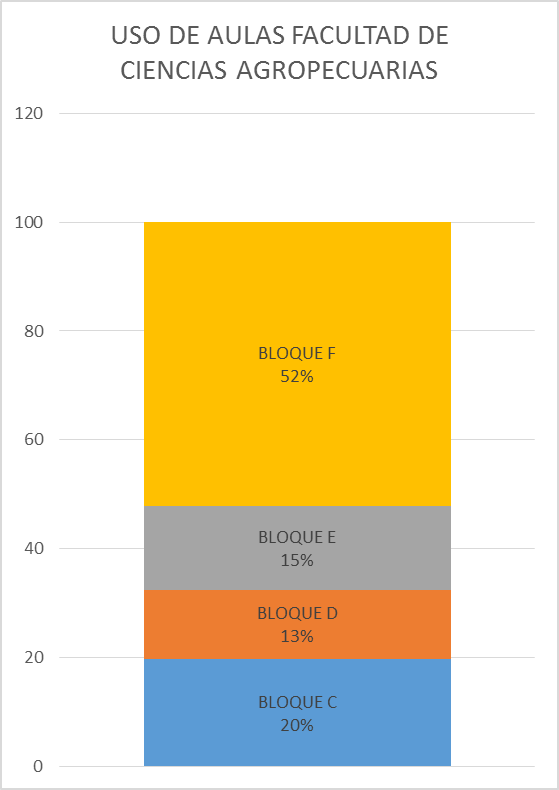 USO DE AULAS FACULTAD DE
CIENCIAS AGROPECUARIAS
120
100
80
60
40
20
0
BLOQUE F
52%
BLOQUE E
15%
BLOQUE D
13%
BLOQUE C
20%